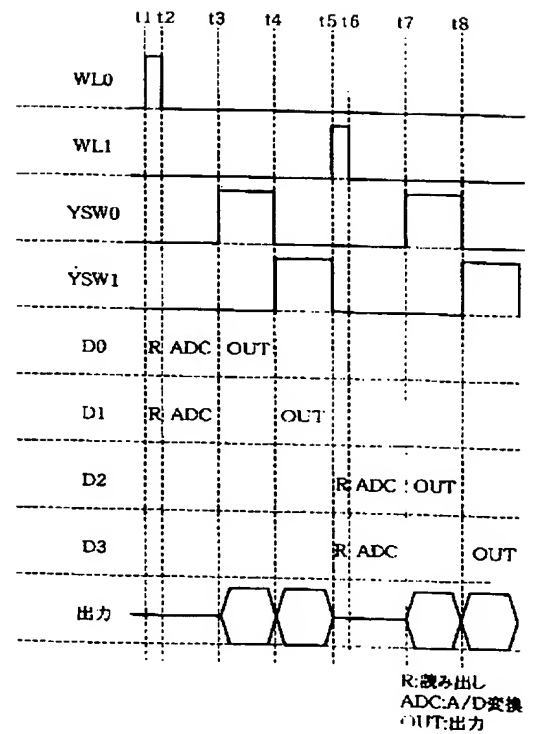 t1 t2 t3 t4 t5 t6 t7 t8
WL0
WL1
YSW0
YSW1
D0 R ADC OUT
D1 R ADC OUT
D2 R ADC OUT
D3 R ADC OUT
出力
R:読み出し
ADC:A/D変換
OUT:出力